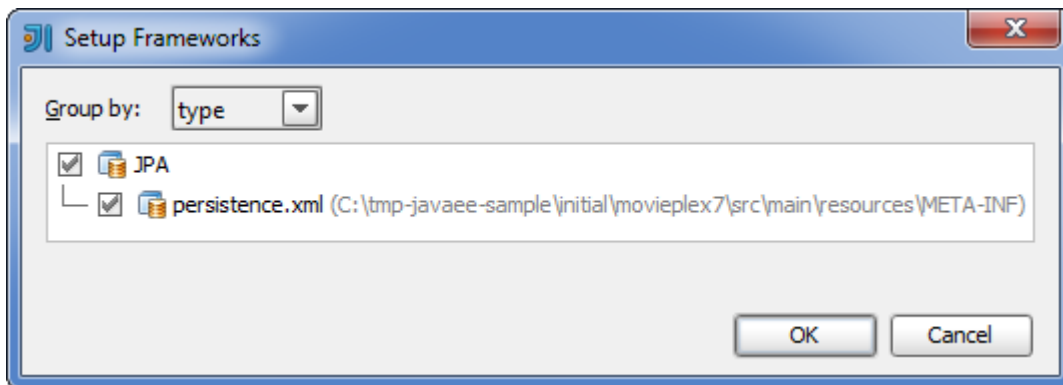 Setup Frameworks
Group by: type
JPA
persistence.xml (C:\tmp-javaee-sample\initial\movieplex7\src\main\resources\META-INF)
OK Cancel